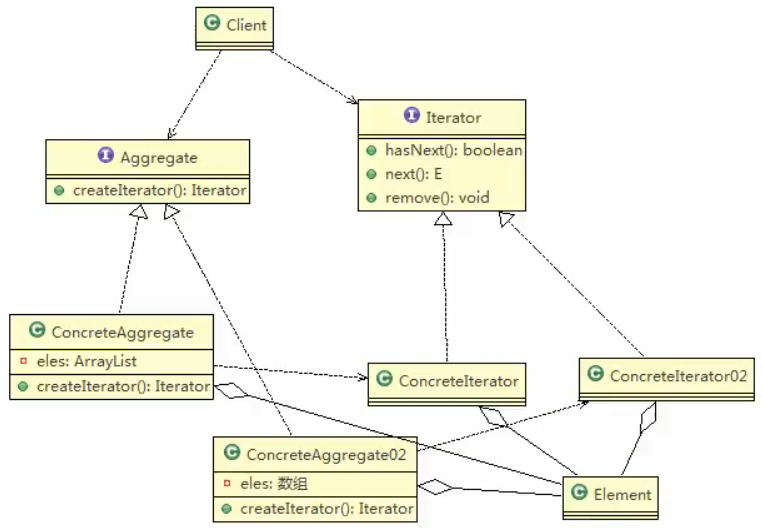 Client
Iterator
hasNext(): boolean
next(): E
remove(): void
Aggregate
createIterator(): Iterator
ConcreteAggregate
eles: ArrayList
createIterator(): Iterator
ConcreteIterator
ConcreteIterator02
ConcreteAggregate02
eles: 数组
createIterator(): Iterator
Element